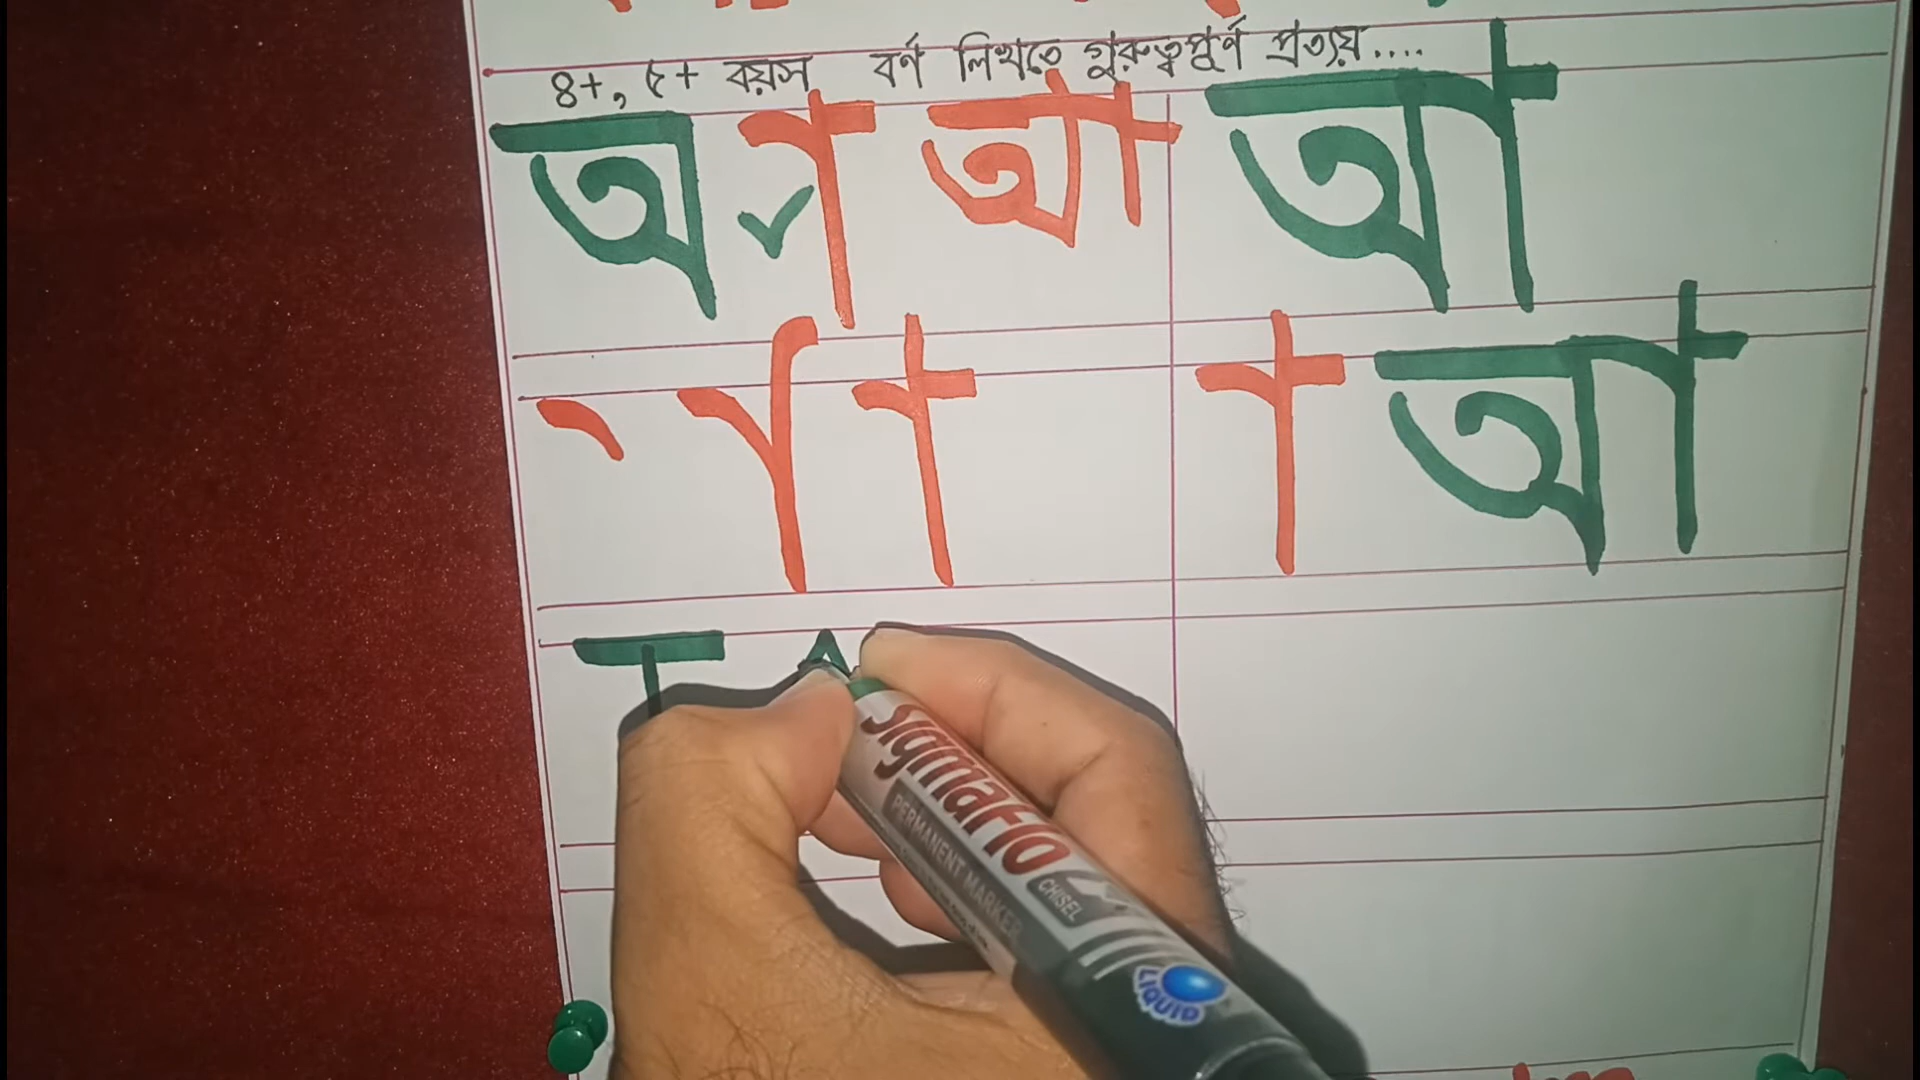 ৪+, ৫+ বয়স বর্ণ লিখতে গুরুত্বপূর্ণ প্রত্যয়....
অ া আ আ
া া আ
sigmaflo
PERMANENT MARKER
CHISEL
LIQUID